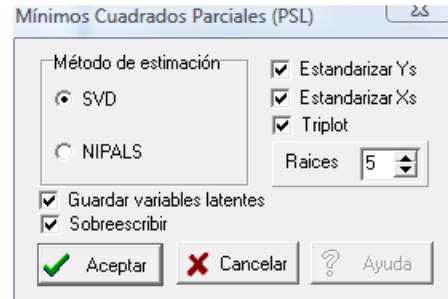 Mínimos Cuadrados Parciales (PSL)
Método de estimación
SVD
NIPALS
Estandarizar Ys
Estandarizar Xs
Triplot
Raices 5
Guardar variables latentes
Sobreescribir
Aceptar Cancelar ? Ayuda